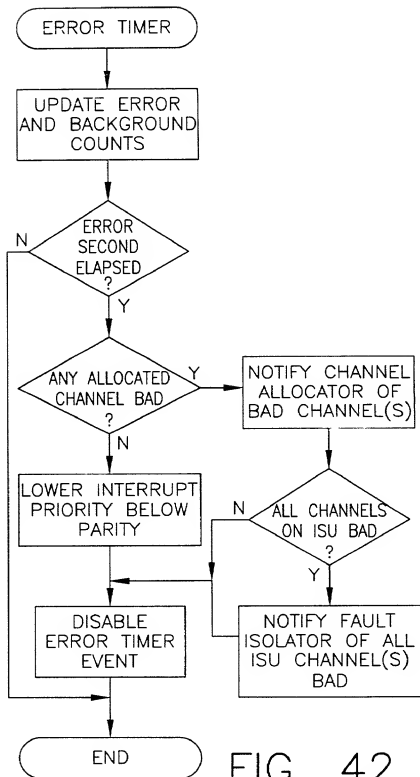 ERROR TIMER
UPDATE ERROR
AND BACKGROUND
COUNTS
N
ERROR
SECOND
ELAPSED
?
Y
ANY ALLOCATED
CHANNEL BAD
?
Y
N
NOTIFY CHANNEL
ALLOCATOR OF
BAD CHANNEL(S)
LOWER INTERRUPT
PRIORITY BELOW
PARITY
N
ALL CHANNELS
ON ISU BAD
?
Y
DISABLE
ERROR TIMER
EVENT
NOTIFY FAULT
ISOLATOR OF ALL
ISU CHANNEL(S)
BAD
END
FIG. 42